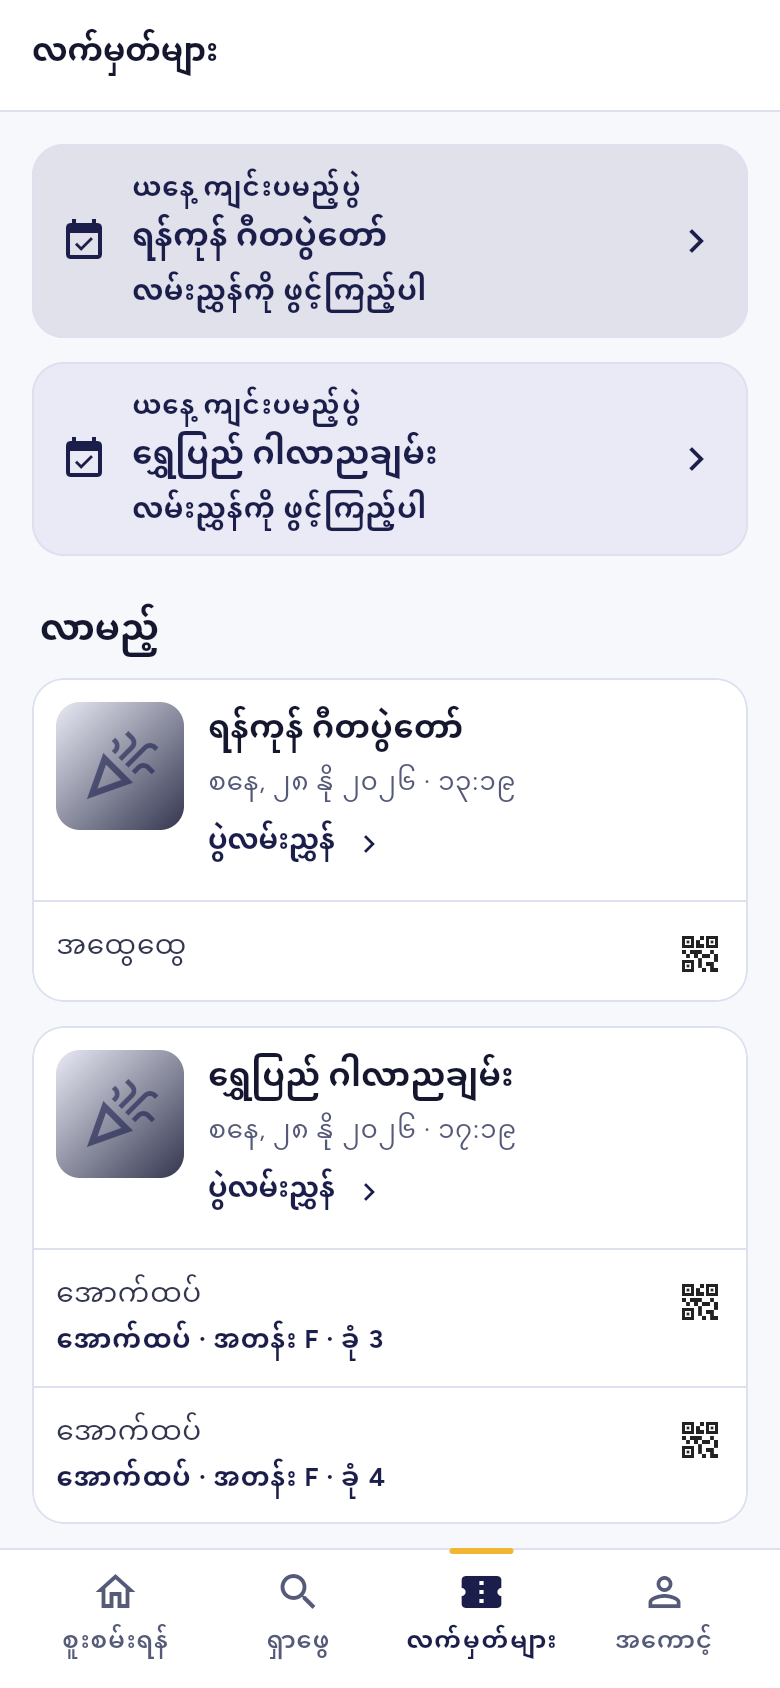 လက်မှတ်များ
ယနေ့ ကျင်းပမည့်ပွဲ
ရန်ကုန် ဂီတပွဲတော်
လမ်းညွှန်ကို ဖွင့်ကြည့်ပါ
ယနေ့ ကျင်းပမည့်ပွဲ
ရွှေပြည် ဂါလာညချမ်း
လမ်းညွှန်ကို ဖွင့်ကြည့်ပါ
လာမည့်
ရန်ကုန် ဂီတပွဲတော်
စနေ, ၂၈ နို ၂၀၂၆ · ၁၃:၁၉
ပွဲလမ်းညွှန်
အထွေထွေ
ရွှေပြည် ဂါလာညချမ်း
စနေ, ၂၈ နို ၂၀၂၆ · ၁၇:၁၉
ပွဲလမ်းညွှန်
အောက်ထပ်
အောက်ထပ် · အတန်း F · ခုံ 3
အောက်ထပ်
အောက်ထပ် · အတန်း F · ခုံ 4
စူးစမ်းရန်
ရှာဖွေ
လက်မှတ်များ
အကောင့်